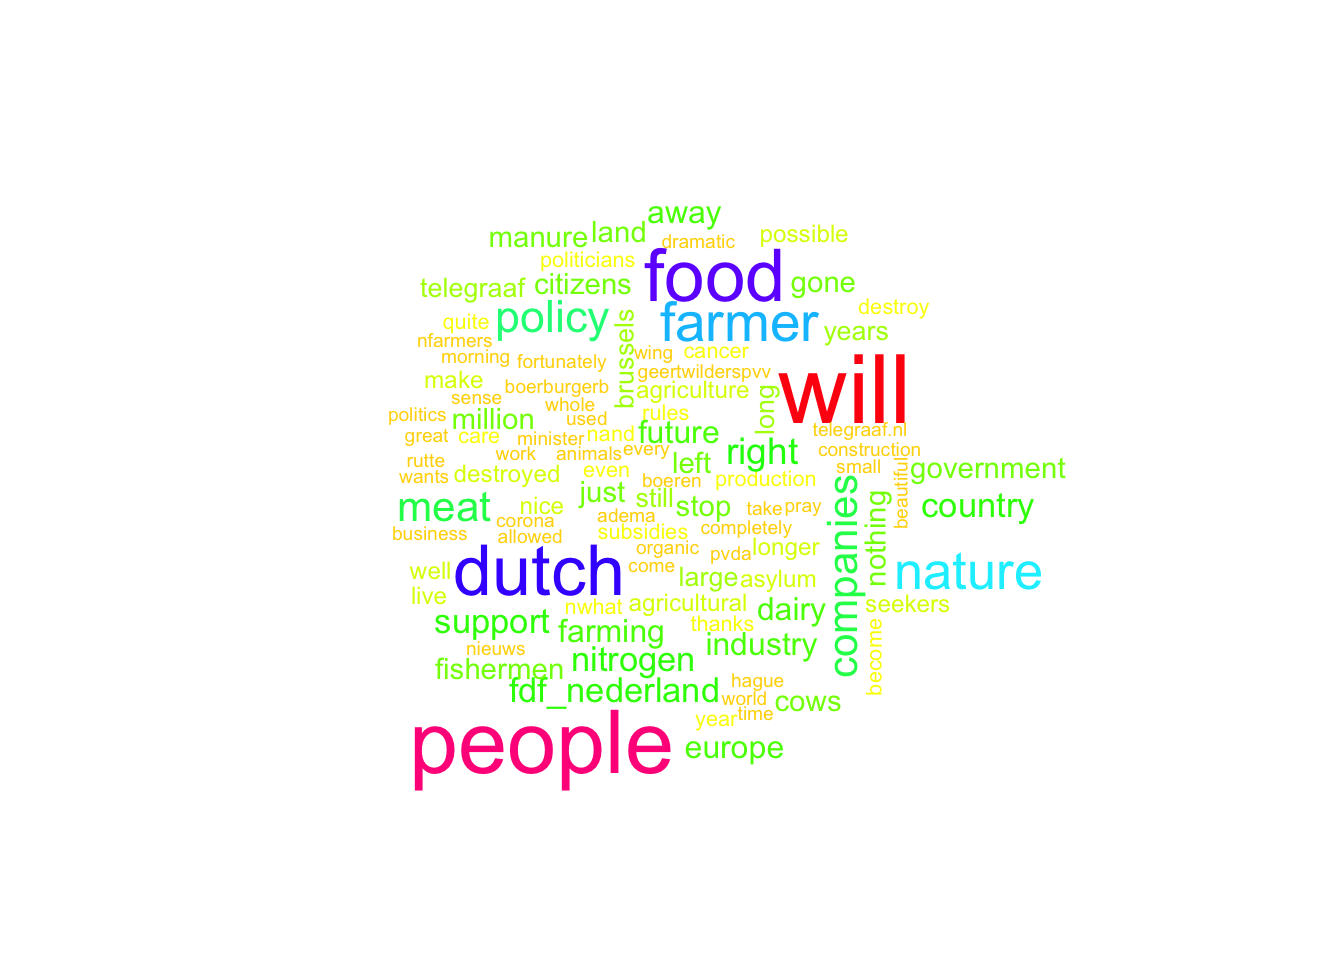 away
manure land
dramatic possible
politicians
telegraaf citizens food gone
quite policy farmer years destroy
nfarmers
morning fortunately brussels wing cancer
geertwilderspvv
make boerburgerb agriculture long will
sense whole
politics million used rules telegraaf.nl
great care minister nand future
work animals every right construction
rutte left small government
wants destroyed even boeren production
meat nice just still stop take pray companies nothing beautiful country
corona adema completely
business allowed subsidies
organic pvda longer
well dutch come large asylum nature
live nwhat agricultural dairy seekers
support farming thanks industry become
nieuws nitrogen
fishermen hague
fdf_nederland world cows
year time
people europe